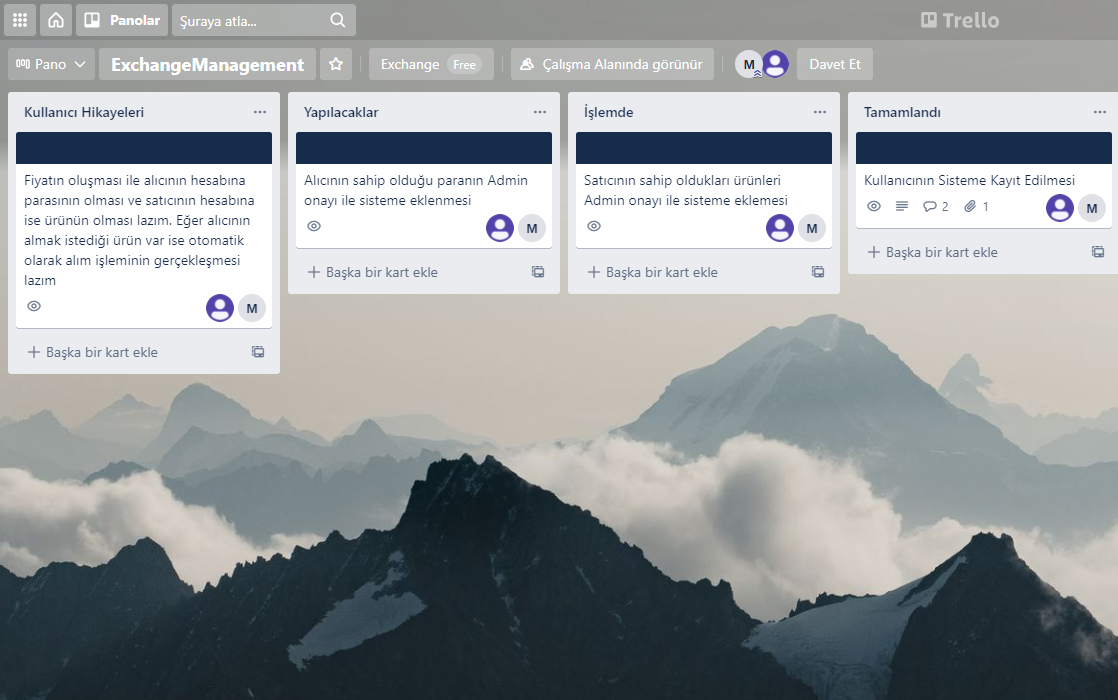 Panolar
Şuraya atla...
Trello
Pano
ExchangeManagement
Exchange
Free
Çalışma Alanında görünür
M
Davet Et
Kullanıcı Hikayeleri
Fiyatın oluşması ile alıcının hesabına
parasının olması ve satıcının hesabına
ise ürünün olması lazım. Eğer alıcının
almak istediği ürün var ise otomatik
olarak alım işleminin gerçekleşmesi
lazım
M
Başka bir kart ekle
Yapılacaklar
Alıcının sahip olduğu paranın Admin
onayı ile sisteme eklenmesi
M
Başka bir kart ekle
İşlemde
Satıcının sahip oldukları ürünleri
Admin onayı ile sisteme eklemesi
M
Başka bir kart ekle
Tamamlandı
Kullanıcının Sisteme Kayıt Edilmesi
2
1
M
Başka bir kart ekle